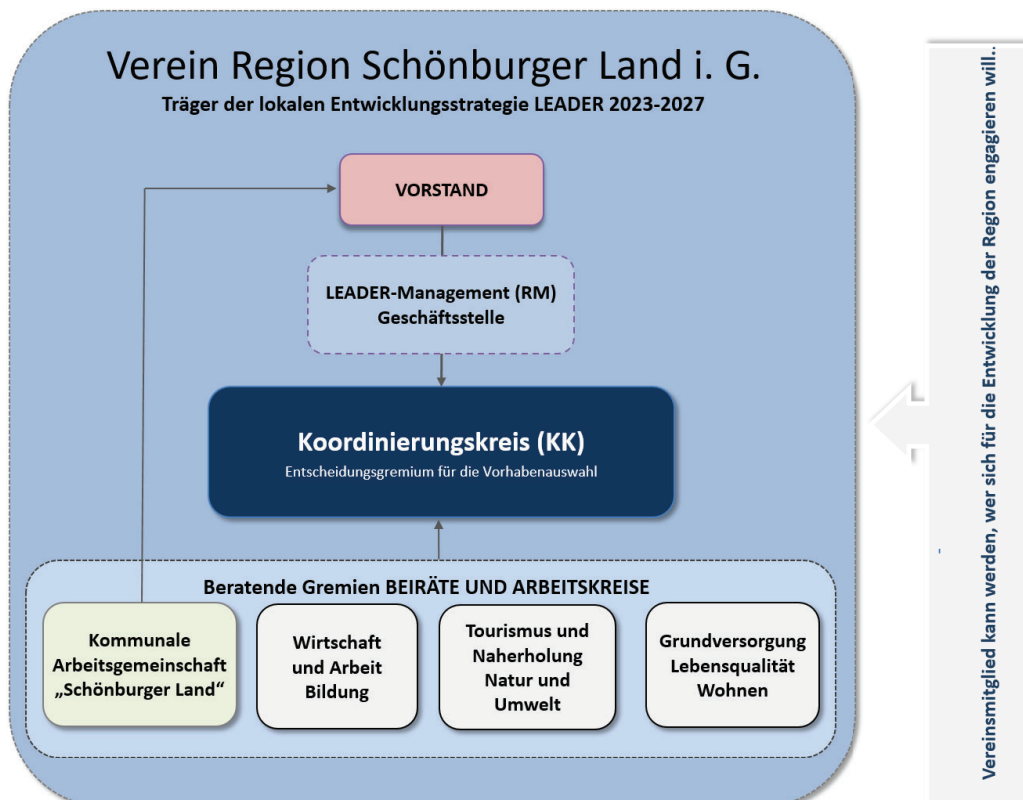 Verein Region Schönburger Land i. G.
Träger der lokalen Entwicklungsstrategie LEADER 2023-2027
VORSTAND
LEADER-Management (RM)
Geschäftsstelle
Koordinierungskreis (KK)
Entscheidungsgremium für die Vorhabenauswahl
Beratende Gremien BEIRÄTE UND ARBEITSKREISE
Kommunale
Arbeitsgemeinschaft
„Schönburger Land“
Wirtschaft
und Arbeit
Bildung
Tourismus und
Naherholung
Natur und
Umwelt
Grundversorgung
Lebensqualität
Wohnen
Vereinsmitglied kann werden, wer sich für die Entwicklung der Region engagieren will..